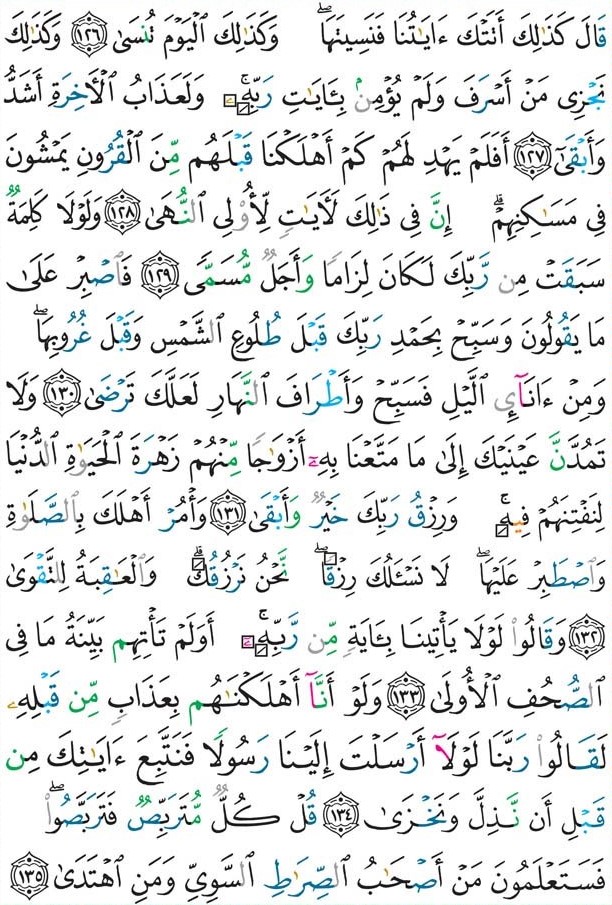 قَالَ كَذَٰلِكَ أَتَتْكَ ءَايَٰتُنَا فَنَسِيتَهَا ۖ وَكَذَٰلِكَ ٱلْيَوْمَ تُنسَىٰ ١٢٦ وَكَذَٰلِكَ
نَجْزِى مَنْ أَسْرَفَ وَلَمْ يُؤْمِنۢ بِـَٔايَٰتِ رَبِّهِۦ ۚ وَلَعَذَابُ ٱلْـَٔاخِرَةِ أَشَدُّ
وَأَبْقَىٰٓ ١٢٧ أَفَلَمْ يَهْدِ لَهُمْ كَمْ أَهْلَكْنَا قَبْلَهُم مِّنَ ٱلْقُرُونِ يَمْشُونَ
فِى مَسَٰكِنِهِمْ ۗ إِنَّ فِى ذَٰلِكَ لَـَٔايَٰتٍ لِّأُو۟لِى ٱلنُّهَىٰ ١٢٨ وَلَوْلَا كَلِمَةٌ
سَبَقَتْ مِن رَّبِّكَ لَكَانَ لِزَامًا وَأَجَلٌ مُّسَمًّى ١٢٩ فَٱصْبِرْ عَلَىٰ
مَا يَقُولُونَ وَسَبِّحْ بِحَمْدِ رَبِّكَ قَبْلَ طُلُوعِ ٱلشَّمْسِ وَقَبْلَ غُرُوبِهَا ۖ
وَمِنْ ءَانَآئِ ٱلَّيْلِ فَسَبِّحْ وَأَطْرَافَ ٱلنَّهَارِ لَعَلَّكَ تَرْضَىٰ ١٣٠ وَلَا
تَمُدَّنَّ عَيْنَيْكَ إِلَىٰ مَا مَتَّعْنَا بِهِۦٓ أَزْوَٰجًا مِّنْهُمْ زَهْرَةَ ٱلْحَيَوٰةِ ٱلدُّنْيَا
لِنَفْتِنَهُمْ فِيهِ ۚ وَرِزْقُ رَبِّكَ خَيْرٌ وَأَبْقَىٰ ١٣١ وَأْمُرْ أَهْلَكَ بِٱلصَّلَوٰةِ
وَٱصْطَبِرْ عَلَيْهَا ۖ لَا نَسْـَٔلُكَ رِزْقًا ۖ نَّحْنُ نَرْزُقُكَ ۗ وَٱلْعَٰقِبَةُ لِلتَّقْوَىٰ
١٣٢ وَقَالُوا۟ لَوْلَا يَأْتِينَا بِـَٔايَةٍ مِّن رَّبِّهِۦٓ ۚ أَوَلَمْ تَأْتِهِم بَيِّنَةُ مَا فِى
ٱلصُّحُفِ ٱلْأُولَىٰ ١٣٣ وَلَوْ أَنَّآ أَهْلَكْنَٰهُم بِعَذَابٍ مِّن قَبْلِهِۦ
لَقَالُوا۟ رَبَّنَا لَوْلَآ أَرْسَلْتَ إِلَيْنَا رَسُولًا فَنَتَّبِعَ ءَايَٰتِكَ مِن
قَبْلِ أَن نَّذِلَّ وَنَخْزَىٰ ١٣٤ قُلْ كُلٌّ مُّتَرَبِّصٌ فَتَرَبَّصُوا۟ ۖ
فَسَتَعْلَمُونَ مَنْ أَصْحَٰبُ ٱلصِّرَٰطِ ٱلسَّوِىِّ وَمَنِ ٱهْتَدَىٰ ١٣٥